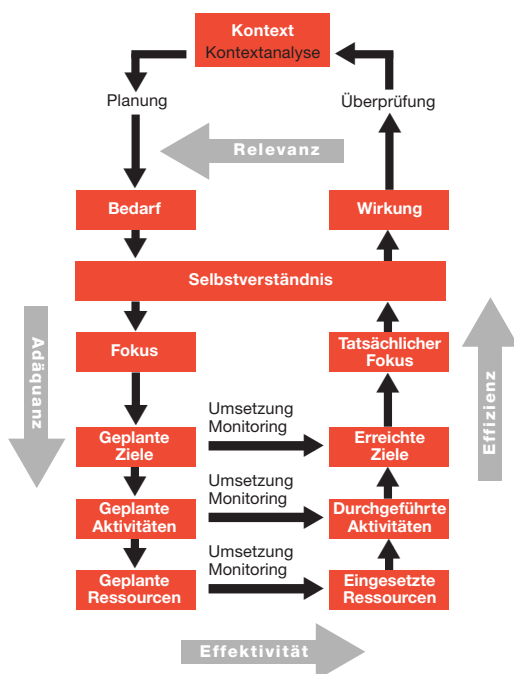 Kontext
Kontextanalyse
Planung
Überprüfung
Relevanz
Bedarf
Wirkung
Selbstverständnis
Adäquanz
Fokus
Tatsächlicher
Fokus
Effizienz
Geplante
Ziele
Umsetzung
Monitoring
Erreichte
Ziele
Geplante
Aktivitäten
Umsetzung
Monitoring
Durchgeführte
Aktivitäten
Geplante
Ressourcen
Umsetzung
Monitoring
Eingesetzte
Ressourcen
Effektivität